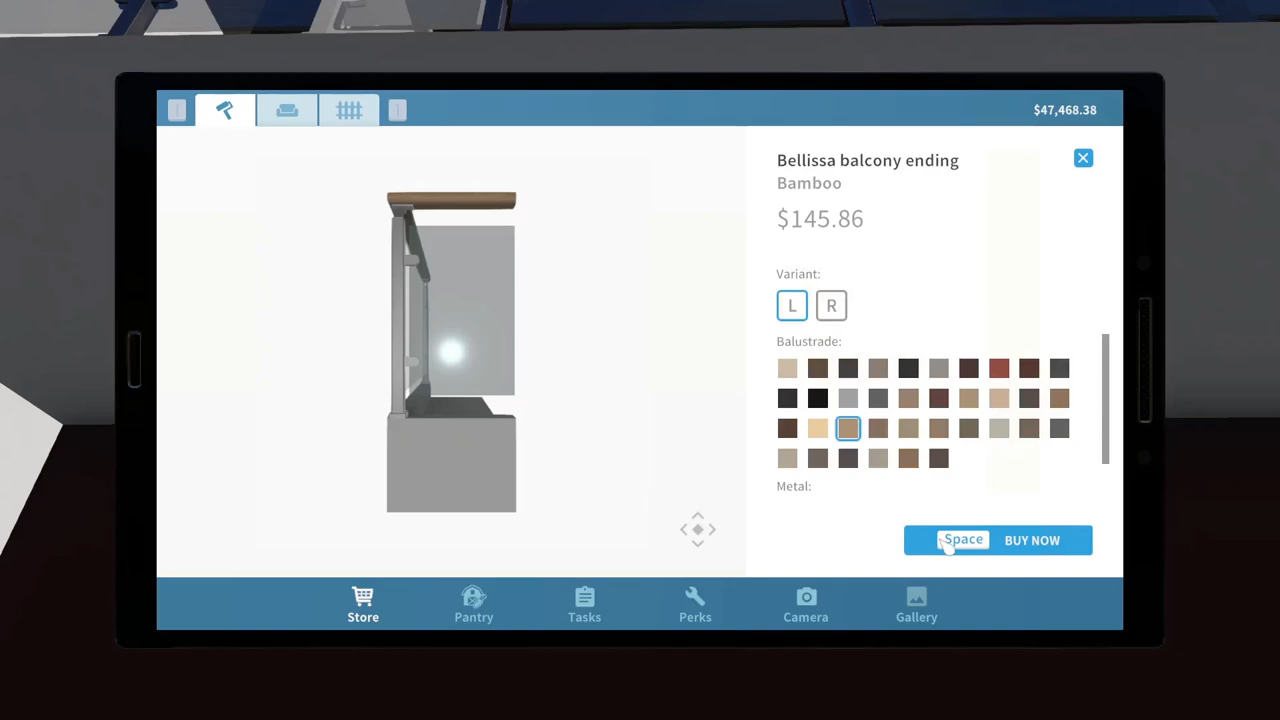 $47,468.38
Bellissa balcony ending
Bamboo
$145.86
Variant:
L R
Balustrade:
Metal:
Space BUY NOW
Store Pantry Tasks Perks Camera Gallery